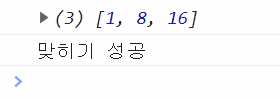 (3) [1, 8, 16]
맞히기 성공